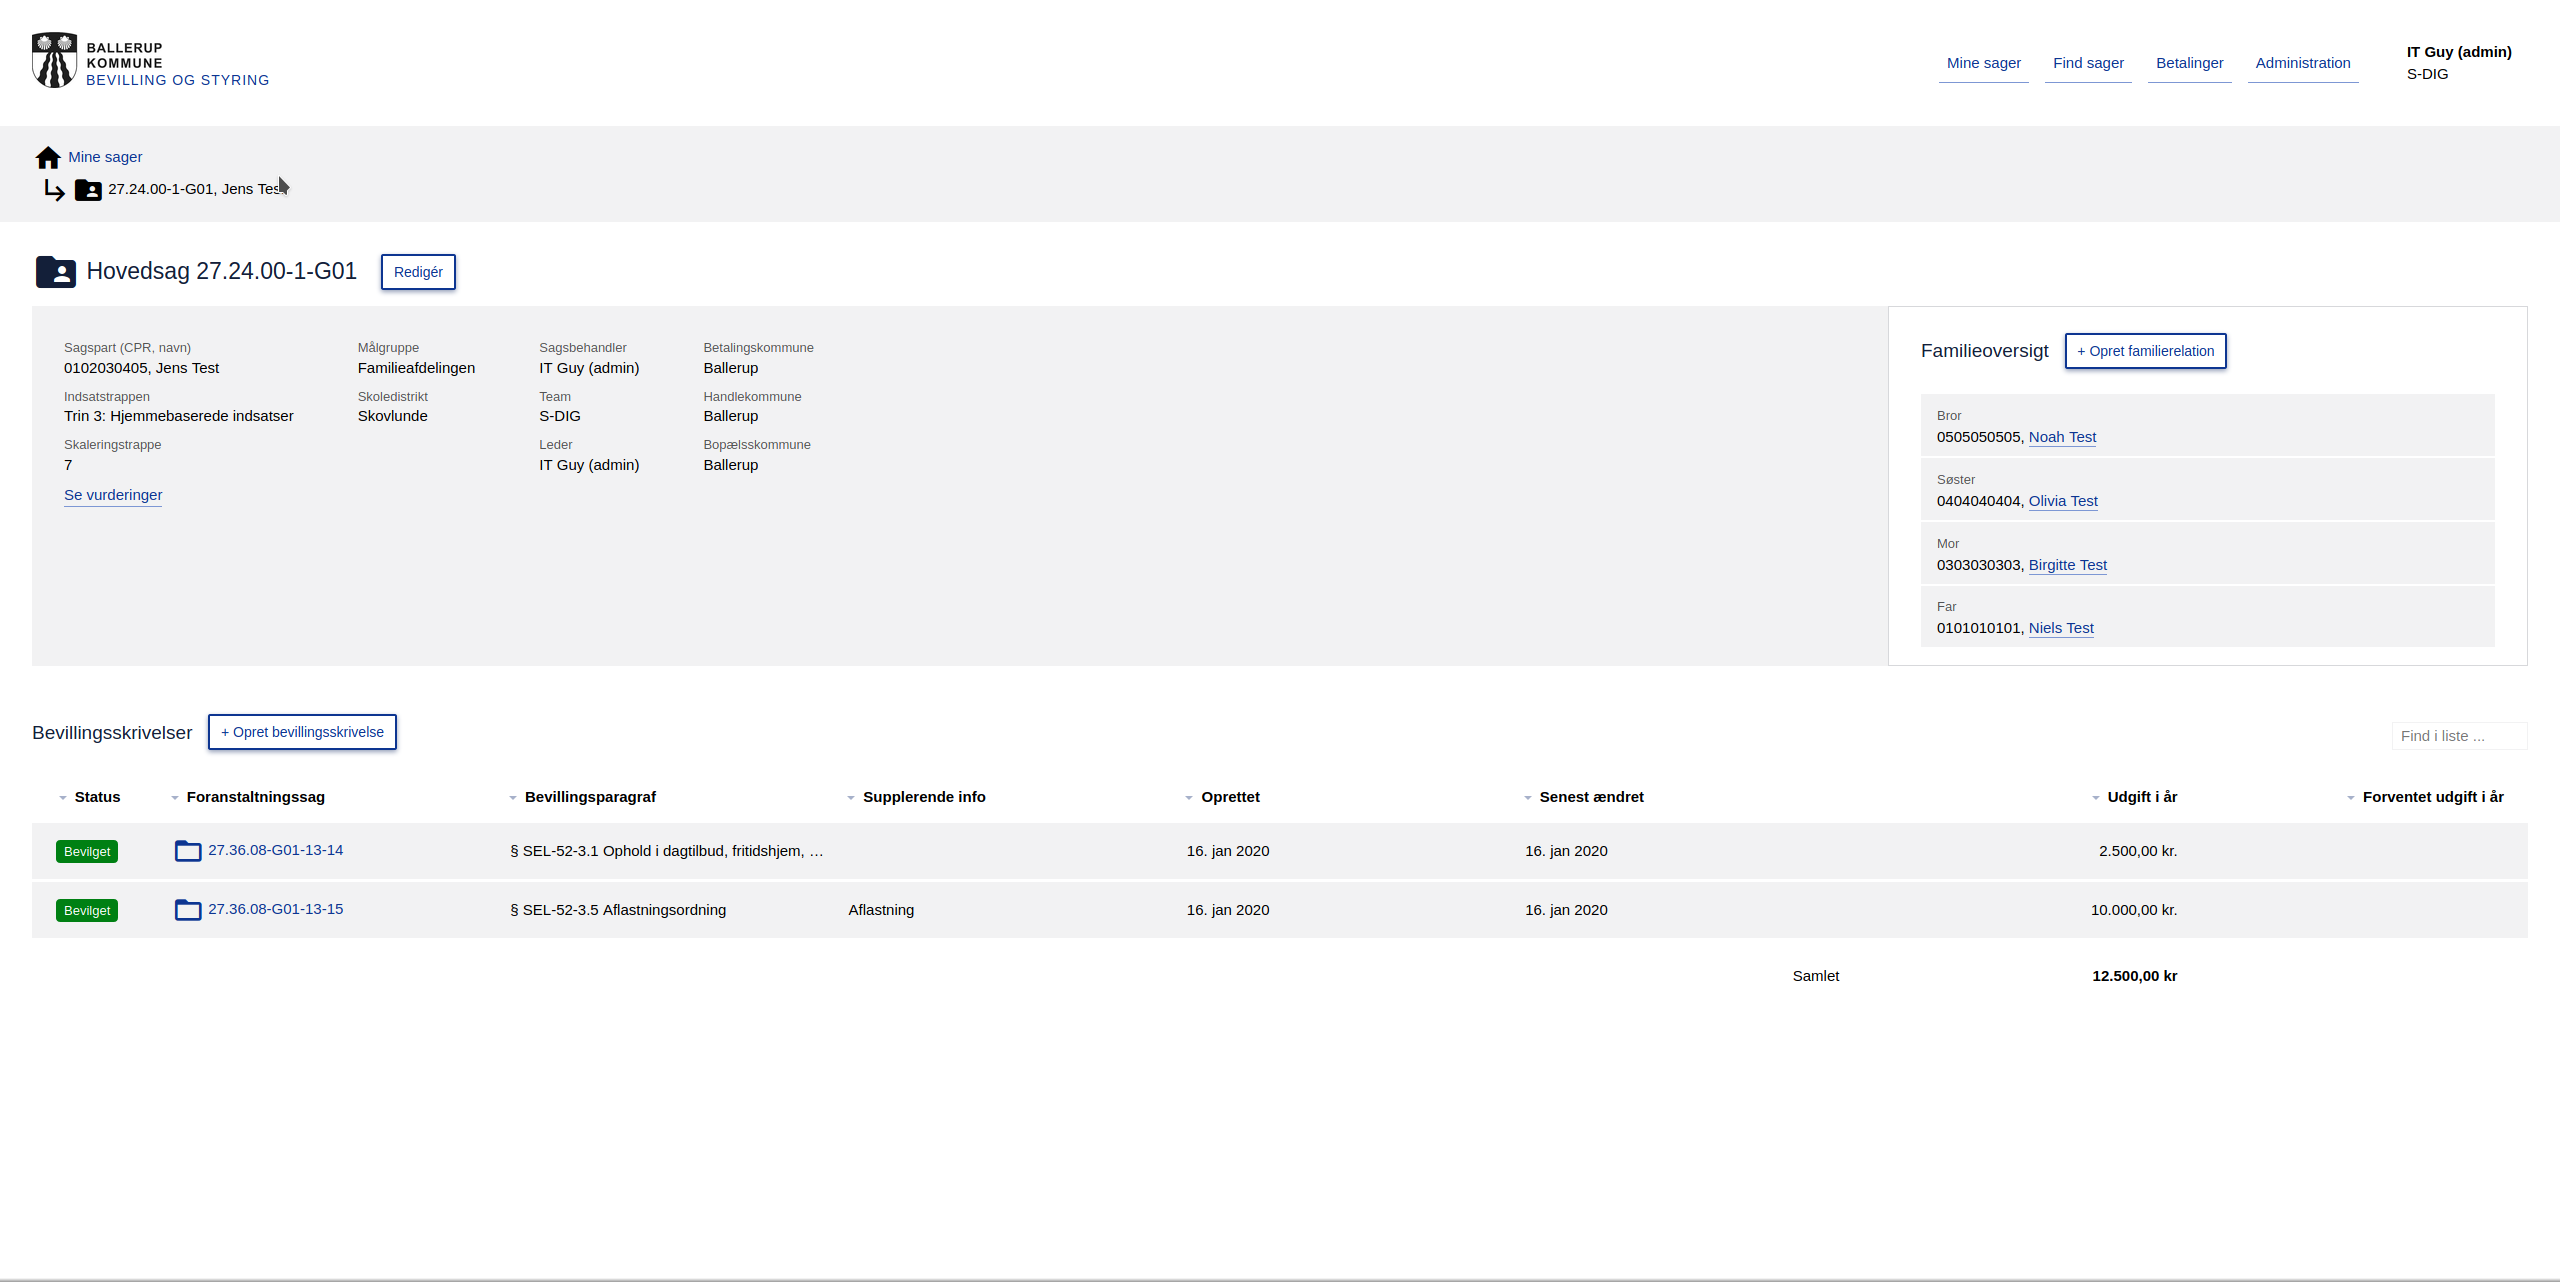 BALLERUP
KOMMUNE
BEVILLING OG STYRING
Mine sager Find sager Betalinger Administration
IT Guy (admin)
S-DIG
Mine sager
27.24.00-1-G01, Jens Test
Hovedsag 27.24.00-1-G01 Redigér
Sagspart (CPR, navn)
0102030405, Jens Test
Indsatstrappen
Trin 3: Hjemmebaserede indsatser
Skaleringstrappe
7
Se vurderinger
Målgruppe
Familieafdelingen
Skoledistrikt
Skovlunde
Sagsbehandler
IT Guy (admin)
Team
S-DIG
Leder
IT Guy (admin)
Betalingskommune
Ballerup
Handlekommune
Ballerup
Bopælsskommune
Ballerup
Familieoversigt + Opret familierelation
Bror
0505050505, Noah Test
Søster
0404040404, Olivia Test
Mor
0303030303, Birgitte Test
Far
0101010101, Niels Test
Bevillingsskrivelser + Opret bevillingsskrivelse Find i liste ...
Status Foranstaltningssag Bevillingsparagraf Supplerende info Oprettet Senest ændret Udgift i år Forventet udgift i år
Bevilget 27.36.08-G01-13-14 § SEL-52-3.1 Ophold i dagtilbud, fritidshjem, … 16. jan 2020 16. jan 2020 2.500,00 kr.
Bevilget 27.36.08-G01-13-15 § SEL-52-3.5 Aflastningsordning Aflastning 16. jan 2020 16. jan 2020 10.000,00 kr.
Samlet 12.500,00 kr